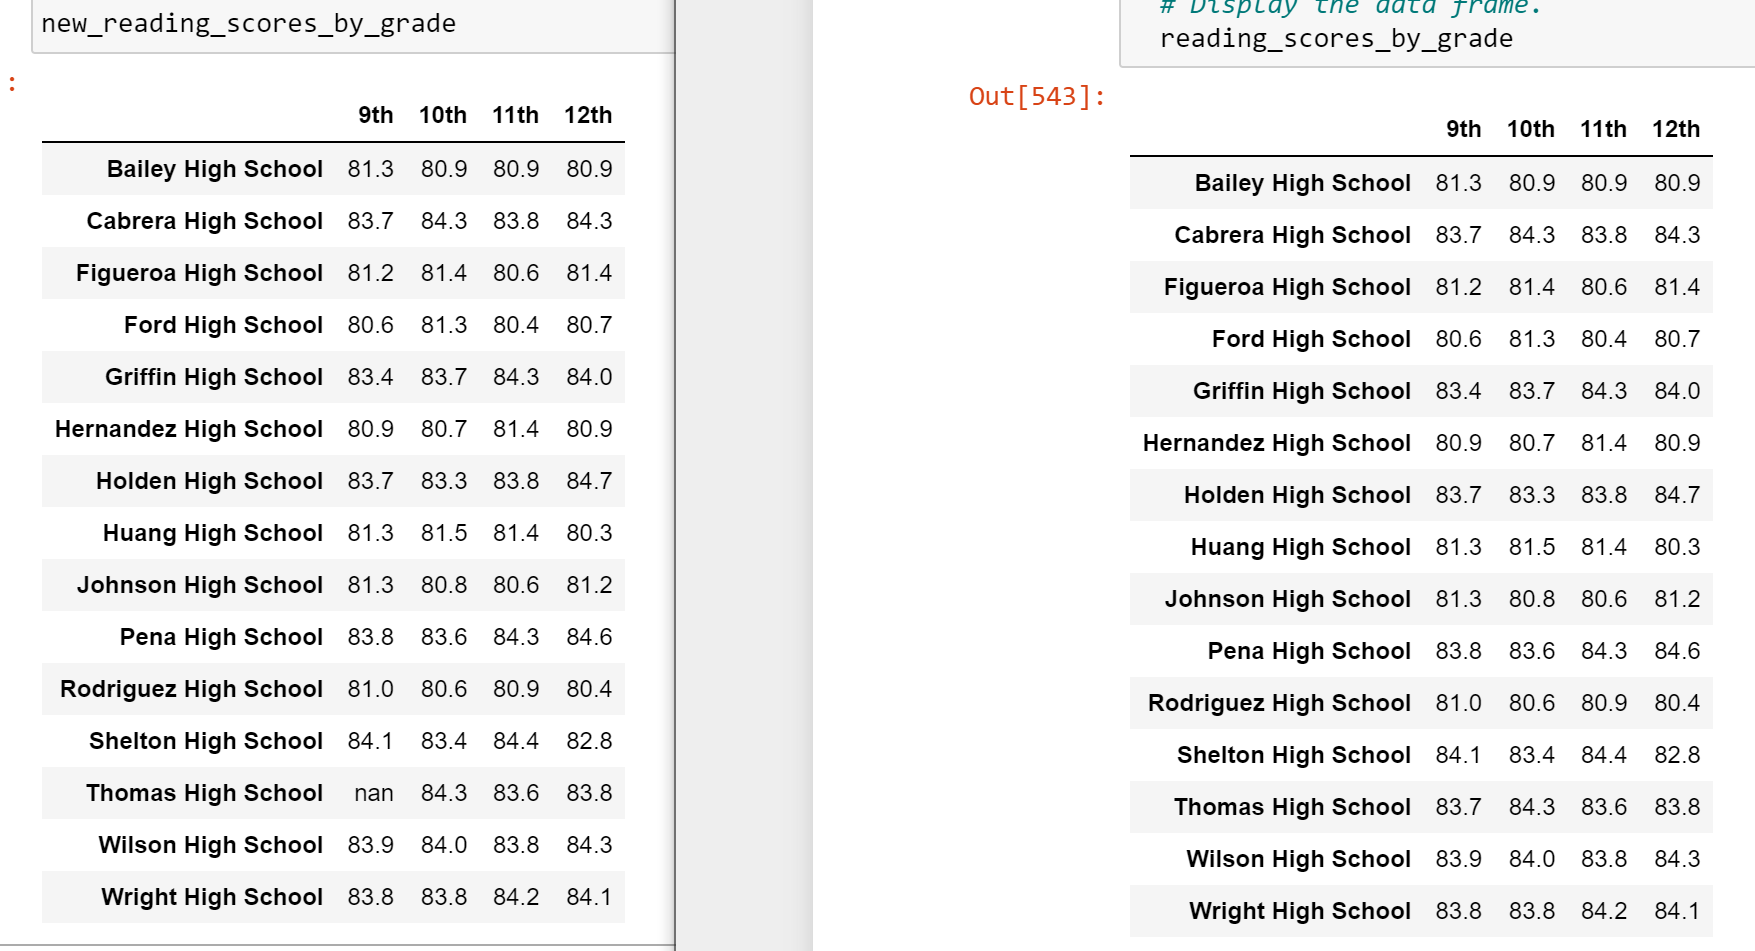 new_reading_scores_by_grade
:
9th 10th 11th 12th
Bailey High School 81.3 80.9 80.9 80.9
Cabrera High School 83.7 84.3 83.8 84.3
Figueroa High School 81.2 81.4 80.6 81.4
Ford High School 80.6 81.3 80.4 80.7
Griffin High School 83.4 83.7 84.3 84.0
Hernandez High School 80.9 80.7 81.4 80.9
Holden High School 83.7 83.3 83.8 84.7
Huang High School 81.3 81.5 81.4 80.3
Johnson High School 81.3 80.8 80.6 81.2
Pena High School 83.8 83.6 84.3 84.6
Rodriguez High School 81.0 80.6 80.9 80.4
Shelton High School 84.1 83.4 84.4 82.8
Thomas High School nan 84.3 83.6 83.8
Wilson High School 83.9 84.0 83.8 84.3
Wright High School 83.8 83.8 84.2 84.1
# Display the data frame.
reading_scores_by_grade
Out[543]:
9th 10th 11th 12th
Bailey High School 81.3 80.9 80.9 80.9
Cabrera High School 83.7 84.3 83.8 84.3
Figueroa High School 81.2 81.4 80.6 81.4
Ford High School 80.6 81.3 80.4 80.7
Griffin High School 83.4 83.7 84.3 84.0
Hernandez High School 80.9 80.7 81.4 80.9
Holden High School 83.7 83.3 83.8 84.7
Huang High School 81.3 81.5 81.4 80.3
Johnson High School 81.3 80.8 80.6 81.2
Pena High School 83.8 83.6 84.3 84.6
Rodriguez High School 81.0 80.6 80.9 80.4
Shelton High School 84.1 83.4 84.4 82.8
Thomas High School 83.7 84.3 83.6 83.8
Wilson High School 83.9 84.0 83.8 84.3
Wright High School 83.8 83.8 84.2 84.1